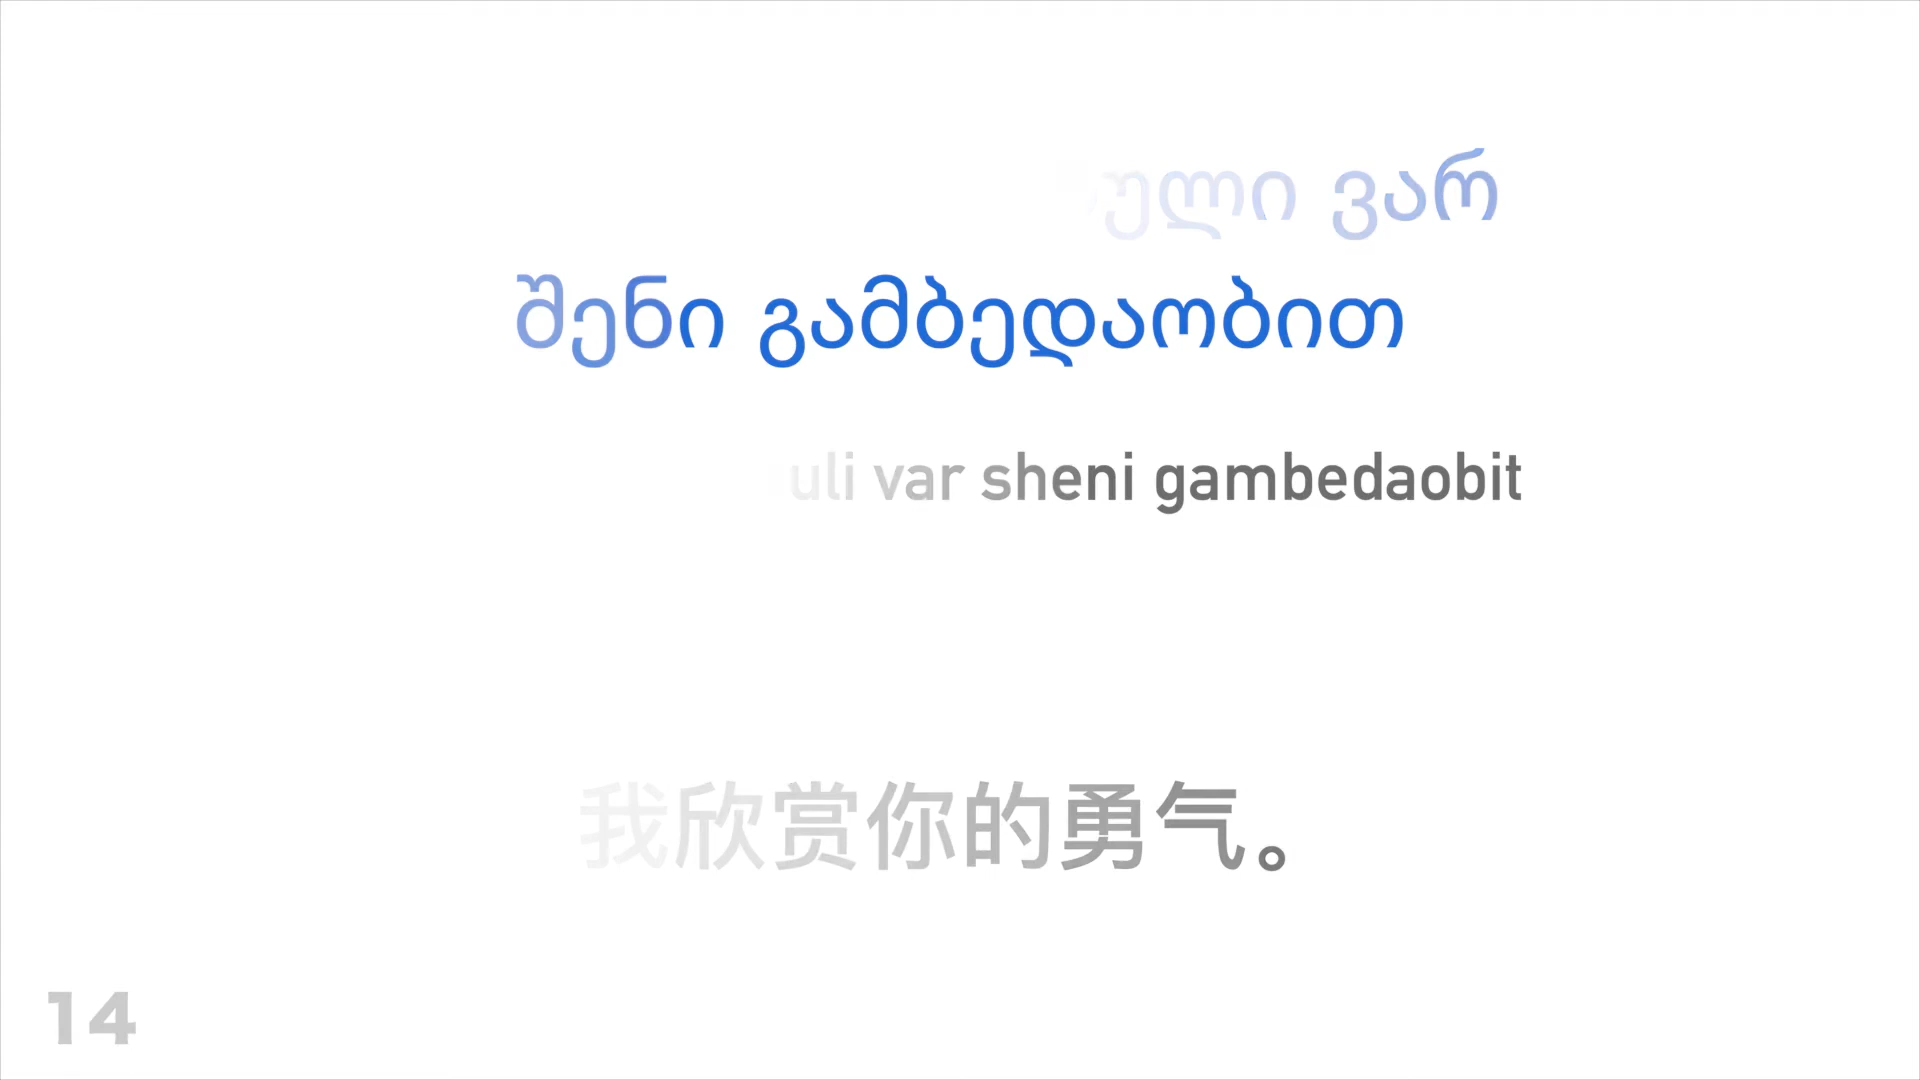 ული ვარ
შენი გამბედაობით
uli var sheni gambedaobit
我欣赏你的勇气。
14